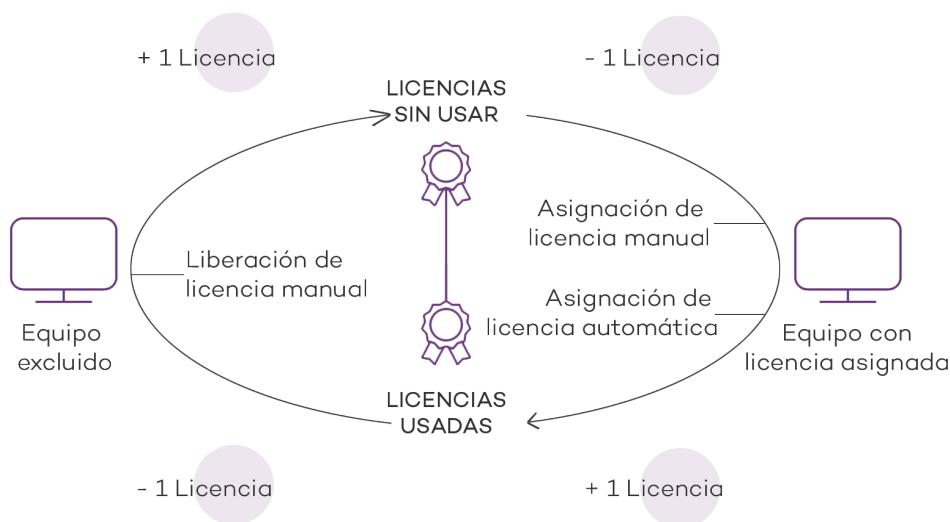 + 1 Licencia
- 1 Licencia
LICENCIAS
SIN USAR
Asignación de
licencia manual
Liberación de
licencia manual
Asignación de
licencia automática
Equipo
excluido
Equipo con
licencia asignada
LICENCIAS
USADAS
- 1 Licencia
+ 1 Licencia